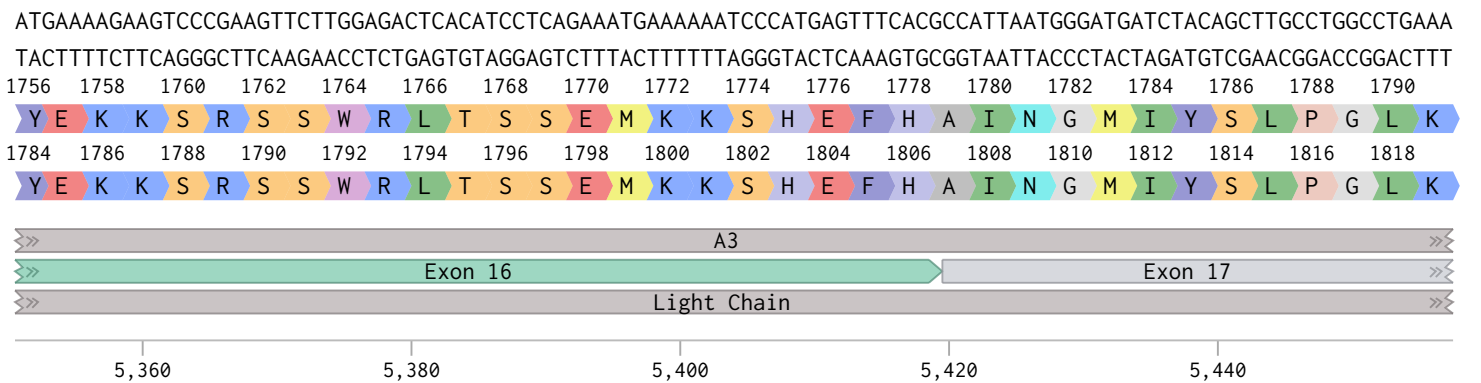 ATGAAAAGAAGTCCCGAAGTTCTTGGAGACTCACATCCTCAGAAATGAAAAAATCCCATGAGTTTCACGCCATTAATGGGATGATCTACAGCTTGCCTGGCCTGAAA
TACTTTTCTTCAGGGCTTCAAGAACCTCTGAGTGTAGGAGTCTTTACTTTTTTAGGGTACTCAAAGTGCGGTAATTACCCTACTAGATGTCGAACGGACCGGACTTT
1756 1758 1760 1762 1764 1766 1768 1770 1772 1774 1776 1778 1780 1782 1784 1786 1788 1790
Y E K K S R S S W R L T S S E M K K S H E F H A I N G M I Y S L P G L K
1784 1786 1788 1790 1792 1794 1796 1798 1800 1802 1804 1806 1808 1810 1812 1814 1816 1818
Y E K K S R S S W R L T S S E M K K S H E F H A I N G M I Y S L P G L K
A3
Exon 16 Exon 17
Light Chain
5,360 5,380 5,400 5,420 5,440